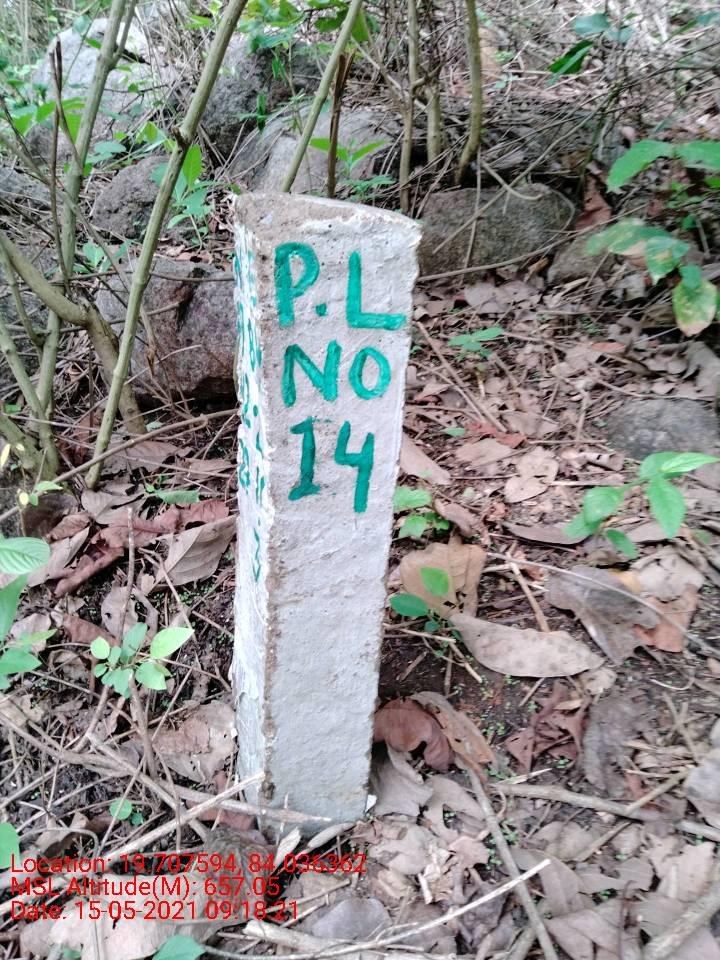 P.L
NO
14
Location: 19.707594, 84.036362
MSL Altitude(M): 657.05
Date: 15-05-2021 09:18:21